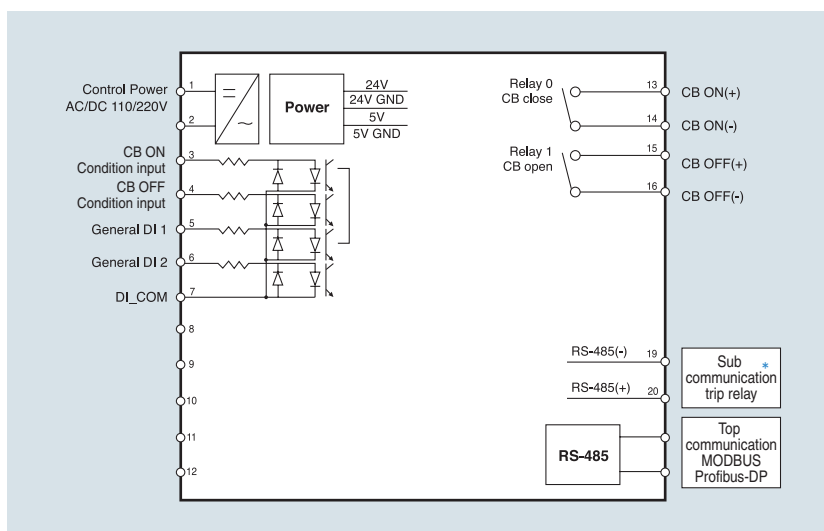 Control Power
AC/DC 110/220V
1
2
Power
24V
24V GND
5V
5V GND
CB ON
Condition input
3
CB OFF
Condition input
4
General DI 1
5
General DI 2
6
DI_COM
7
8
9
10
11
12
Relay 0
CB close
13
CB ON(+)
14
CB ON(-)
Relay 1
CB open
15
CB OFF(+)
16
CB OFF(-)
RS-485(-)
19
RS-485(+)
20
Sub *
communication
trip relay
RS-485
Top
communication
MODBUS
Profibus-DP